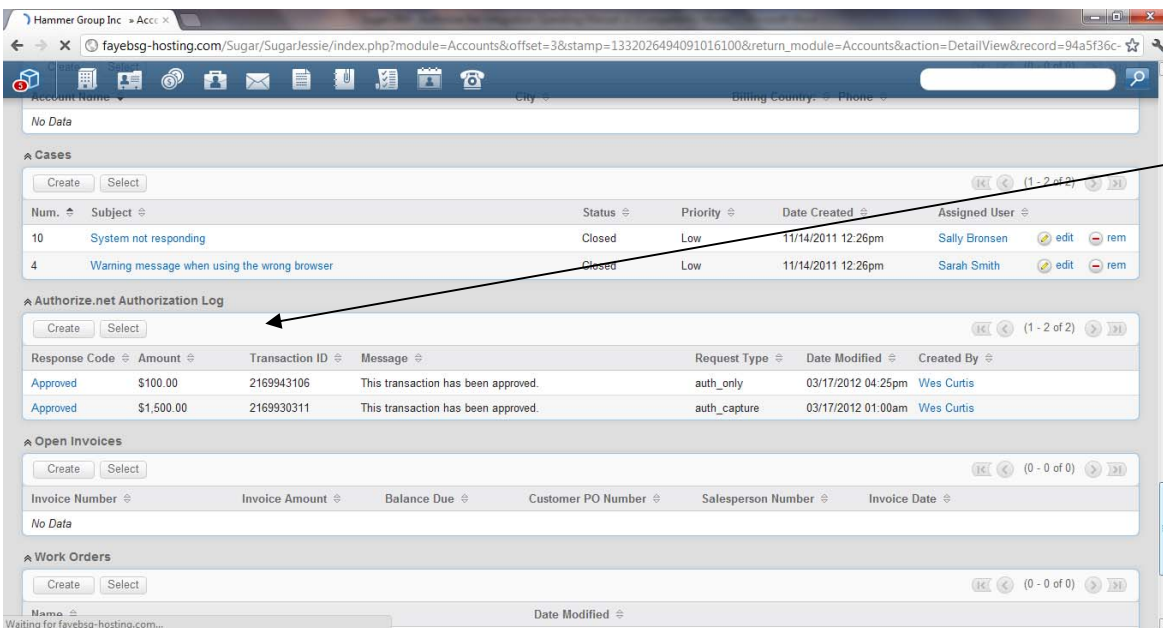 Hammer Group Inc » Acco
fayebsg-hosting.com/Sugar/SugarJessie/index.php?module=Accounts&offset=3&stamp=1332026494091016100&return_module=Accounts&action=DetailView&record=94a5f36c-
5
Account Name City Billing Country: Phone
No Data
Cases
Create Select (1 - 2 of 2)
Num. Subject Status Priority Date Created Assigned User
10 System not responding Closed Low 11/14/2011 12:26pm Sally Bronsen edit rem
4 Warning message when using the wrong browser Closed Low 11/14/2011 12:26pm Sarah Smith edit rem
Authorize.net Authorization Log
Create Select (1 - 2 of 2)
Response Code Amount Transaction ID Message Request Type Date Modified Created By
Approved $100.00 2169943106 This transaction has been approved. auth_only 03/17/2012 04:25pm Wes Curtis
Approved $1,500.00 2169930311 This transaction has been approved. auth_capture 03/17/2012 01:00am Wes Curtis
Open Invoices
Create Select (0 - 0 of 0)
Invoice Number Invoice Amount Balance Due Customer PO Number Salesperson Number Invoice Date
No Data
Work Orders
Create Select (0 - 0 of 0)
Name Date Modified
Waiting for fayebsg-hosting.com...